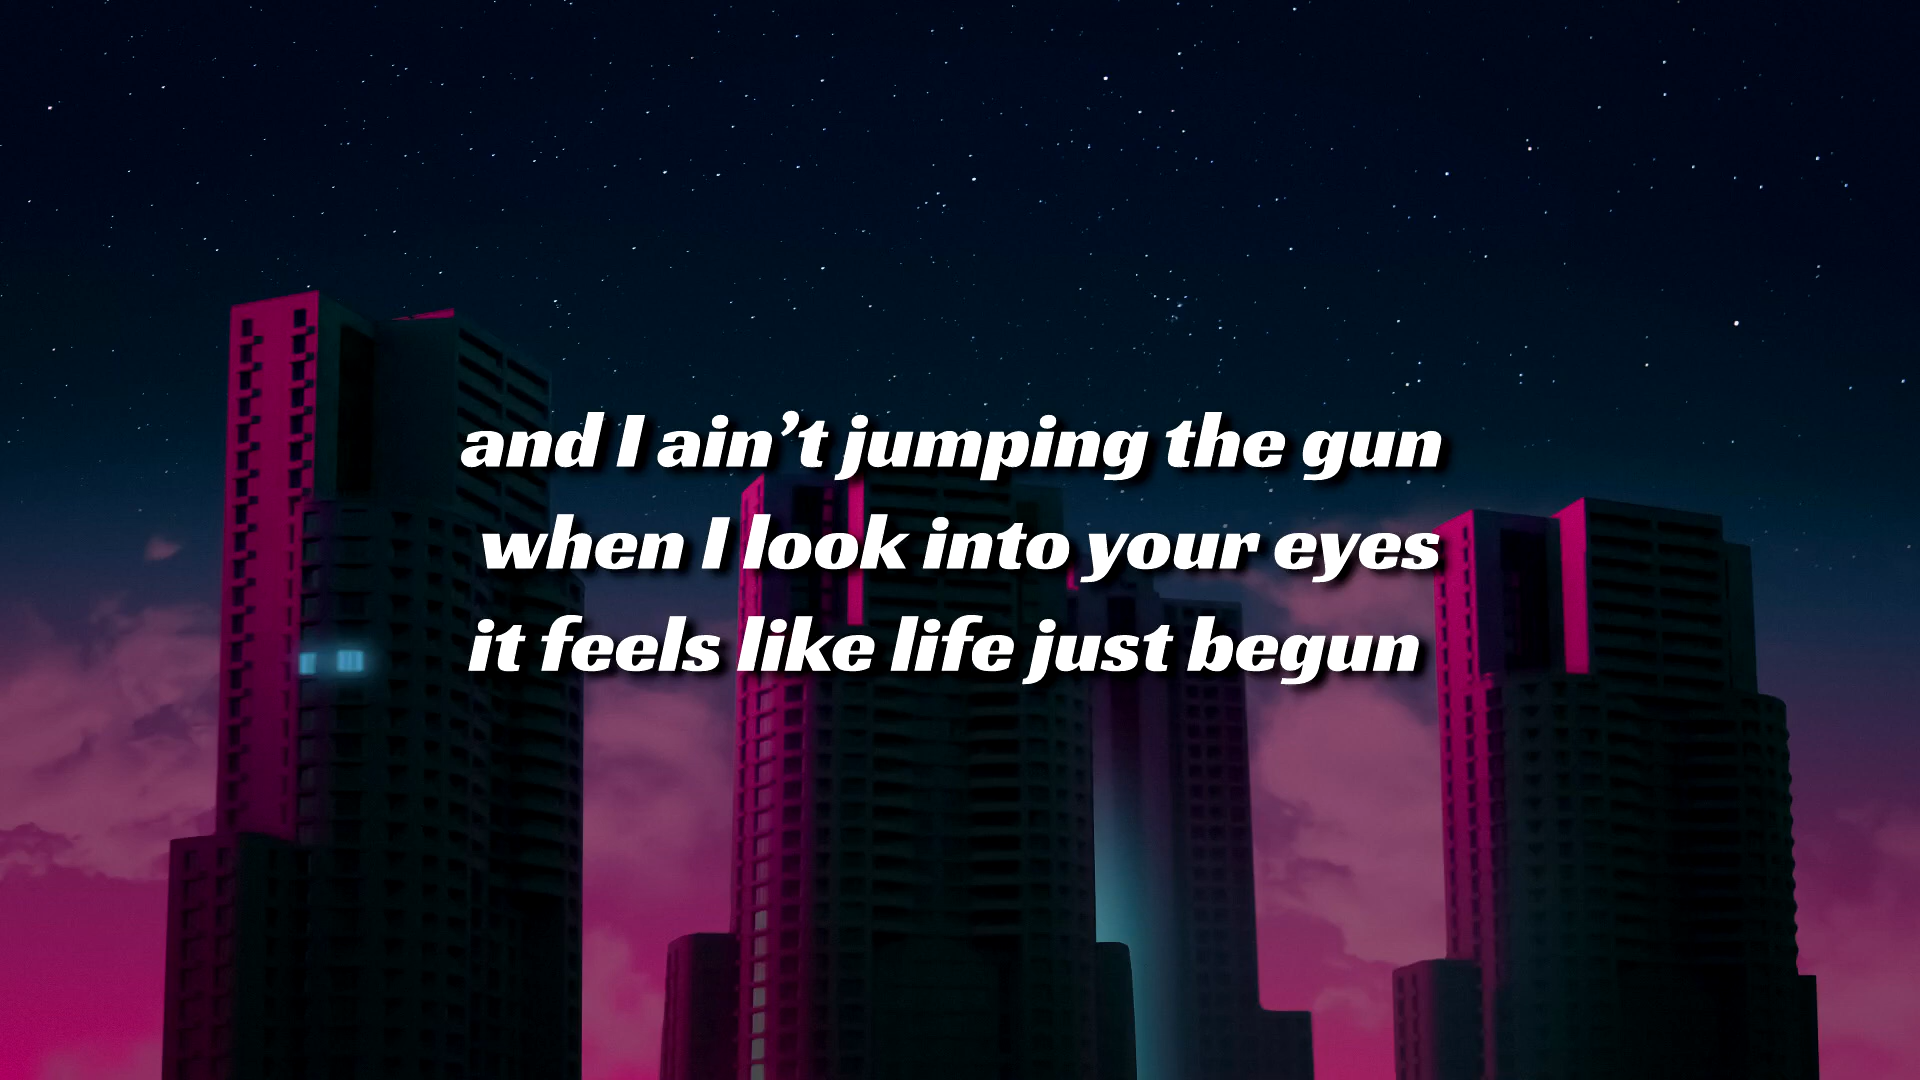 and I ain’t jumping the gun
when I look into your eyes
it feels like life just begun